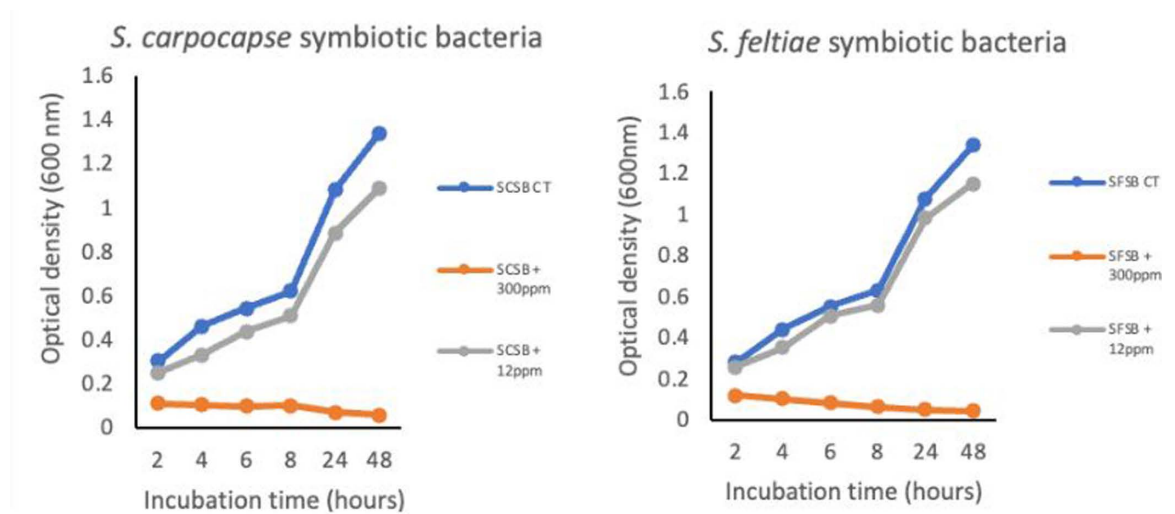 S. carpocapse symbiotic bacteria
Optical density (600 nm)
1.6
1.4
1.2
1
0.8
0.6
0.4
0.2
0
2 4 6 8 24 48
Incubation time (hours)
SCSB CT
SCSB +
300ppm
SCSB +
12ppm
S. feltiae symbiotic bacteria
Optical density (600nm)
1.6
1.4
1.2
1
0.8
0.6
0.4
0.2
0
2 4 6 8 24 48
Incubation time (hours)
SFSB CT
SFSB +
300ppm
SFSB +
12ppm